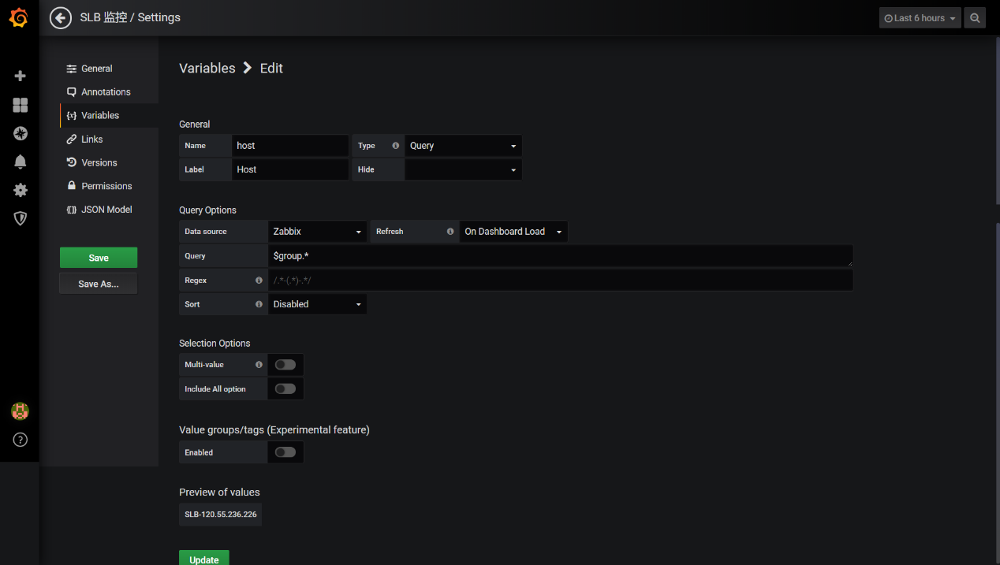 SLB 监控 / Settings
Last 6 hours
General
Annotations
Variables
Links
Versions
Permissions
JSON Model
Save
Save As...
Variables > Edit
General
Name host Type Query
Label Host Hide
Query Options
Data source Zabbix Refresh On Dashboard Load
Query $group.*
Regex /.*-(.*)-.*/
Sort Disabled
Selection Options
Multi-value
Include All option
Value groups/tags (Experimental feature)
Enabled
Preview of values
SLB-120.55.236.226
Update